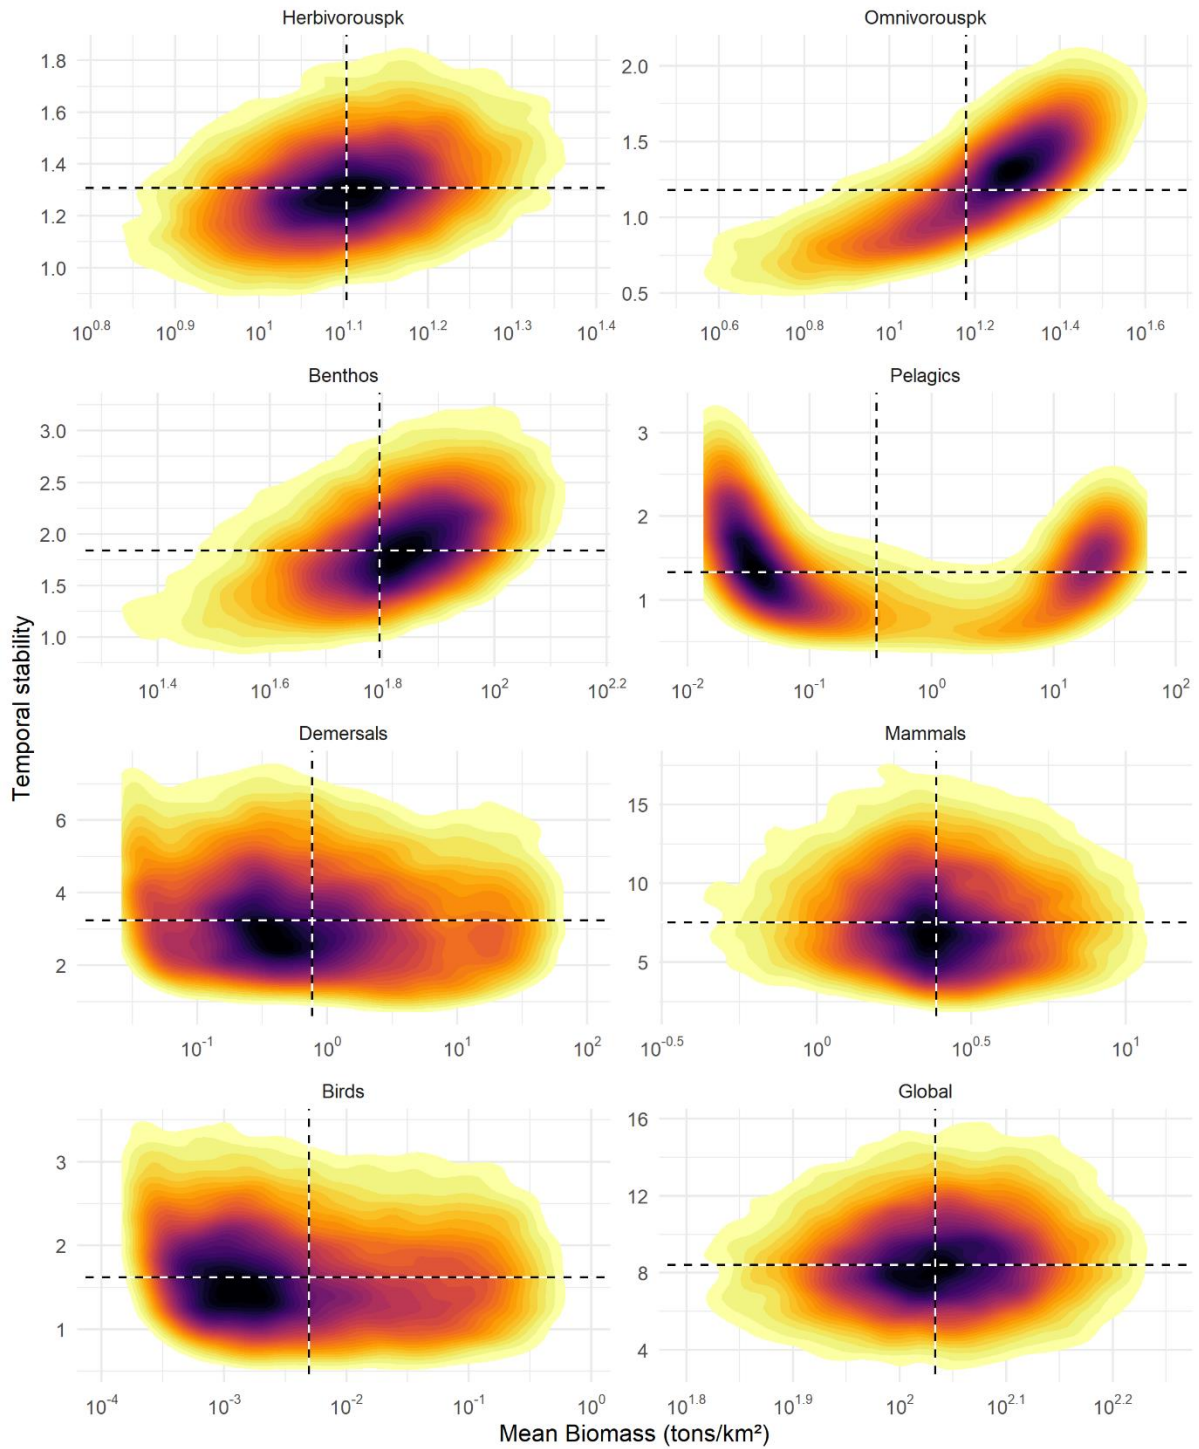 Herbivorouspk
Omnivorouspk
1.8
1.6
1.4
1.2
1.0
10^0.8 10^0.9 10^1 10^1.1 10^1.2 10^1.3 10^1.4
2.0
1.5
1.0
0.5
10^0.6 10^0.8 10^1 10^1.2 10^1.4 10^1.6
Benthos
Pelagics
3.0
2.5
2.0
1.5
1.0
10^1.4 10^1.6 10^1.8 10^2 10^2.2
3
2
1
10^-2 10^-1 10^0 10^1 10^2
Temporal stability
Demersals
Mammals
6
4
2
10^-1 10^0 10^1 10^2
15
10
5
10^-0.5 10^0 10^0.5 10^1
Birds
Global
3
2
1
10^-4 10^-3 10^-2 10^-1 10^0
16
12
8
4
10^1.8 10^1.9 10^2 10^2.1 10^2.2
Mean Biomass (tons/km²)